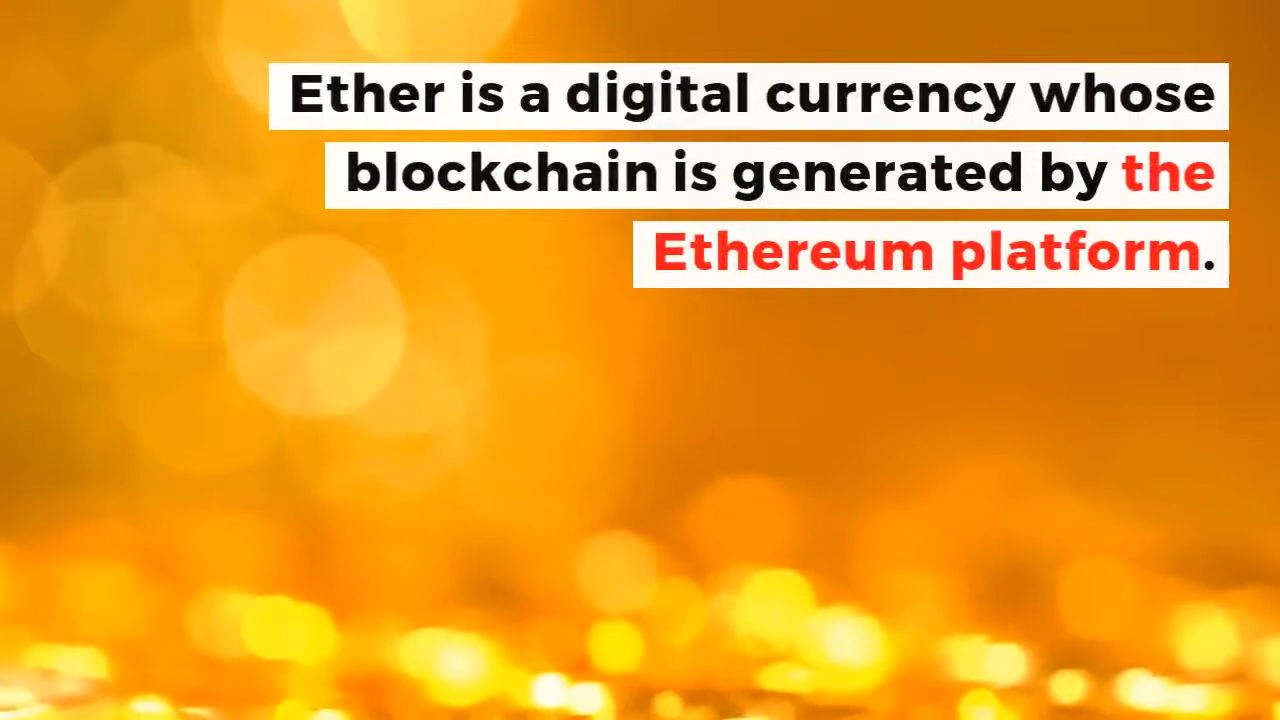 Ether is a digital currency whose
blockchain is generated by the
Ethereum platform.